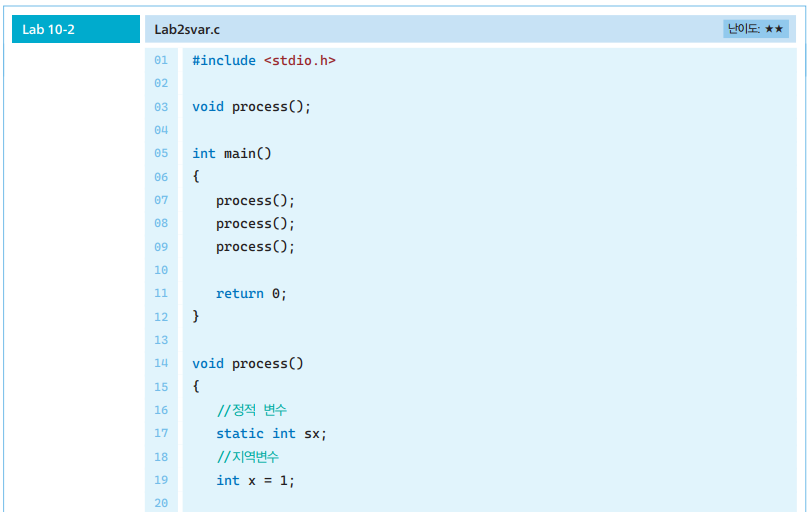 Lab 10-2 Lab2svar.c 난이도: ★★
01 #include <stdio.h>
02
03 void process();
04
05 int main()
06 {
07 process();
08 process();
09 process();
10
11 return 0;
12 }
13
14 void process()
15 {
16 //정적 변수
17 static int sx;
18 //지역변수
19 int x = 1;
20